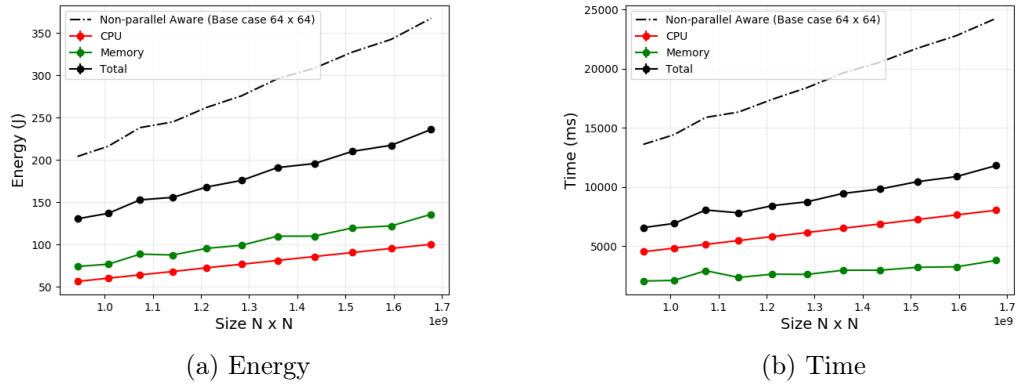 Non-parallel Aware (Base case 64 x 64)
CPU
Memory
Total
350
300
250
200
150
100
50
Energy (J)
1.0
1.1
1.2
1.3
1.4
1.5
1.6
1.7
1e9
Size N x N
(a) Energy
Non-parallel Aware (Base case 64 x 64)
CPU
Memory
Total
25000
20000
15000
10000
5000
Time (ms)
1.0
1.1
1.2
1.3
1.4
1.5
1.6
1.7
1e9
Size N x N
(b) Time